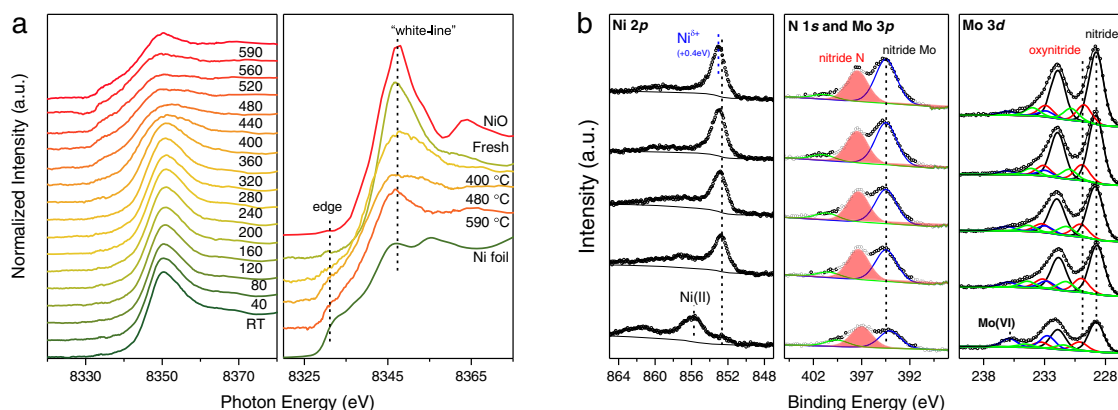 a
Normalized Intensity (a.u.)
590
560
520
480
440
400
360
320
280
240
200
160
120
80
40
RT
8330
8350
8370
"white-line"
NiO
Fresh
400 °C
480 °C
590 °C
edge
Ni foil
8325
8345
8365
Photon Energy (eV)
b
Intensity (a.u.)
Ni 2p
Niδ+
(+0.4eV)
Ni(II)
864
860
856
852
848
N 1s and Mo 3p
nitride N
nitride Mo
402
397
392
Mo 3d
nitride
oxynitride
Mo(VI)
238
233
228
Binding Energy (eV)